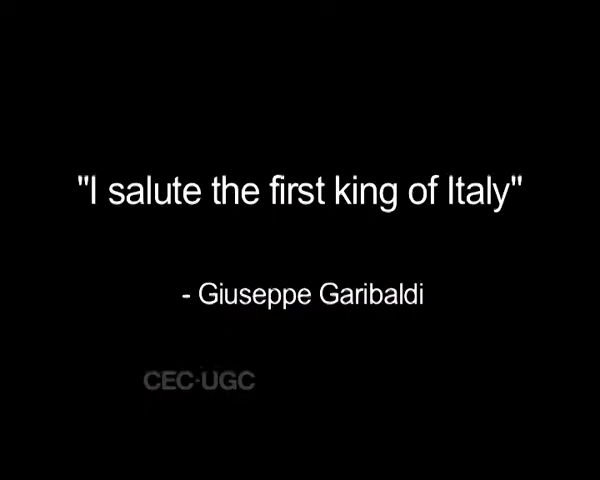 "I salute the first king of Italy"
- Giuseppe Garibaldi
CEC-UGC